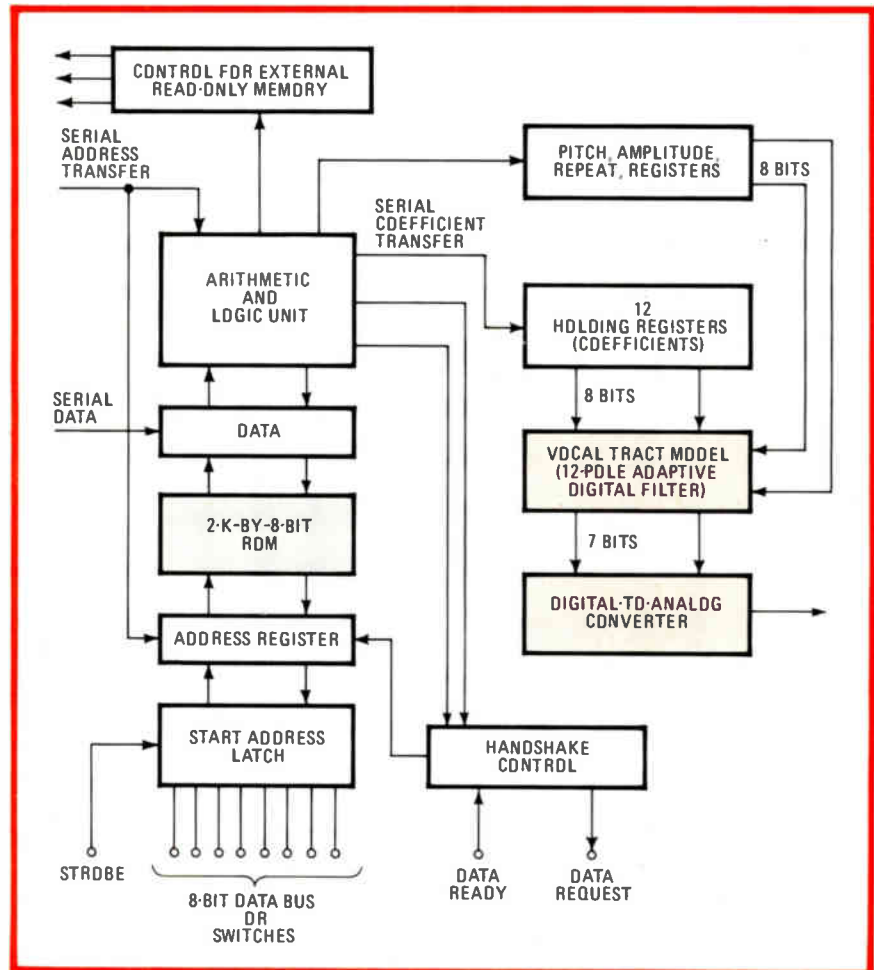 CONTROL FOR EXTERNAL
READ-ONLY MEMORY
SERIAL
ADDRESS
TRANSFER
PITCH, AMPLITUDE,
REPEAT, REGISTERS
8 BITS
SERIAL
COEFFICIENT
TRANSFER
ARITHMETIC
AND
LOGIC UNIT
12
HOLDING REGISTERS
(COEFFICIENTS)
8 BITS
SERIAL
DATA
DATA
VOCAL TRACT MODEL
(12-POLE ADAPTIVE
DIGITAL FILTER)
2-K-BY-8-BIT
ROM
7 BITS
DIGITAL-TO-ANALOG
CONVERTER
ADDRESS REGISTER
START ADDRESS
LATCH
HANDSHAKE
CONTROL
STROBE
8-BIT DATA BUS
OR
SWITCHES
DATA
READY
DATA
REQUEST